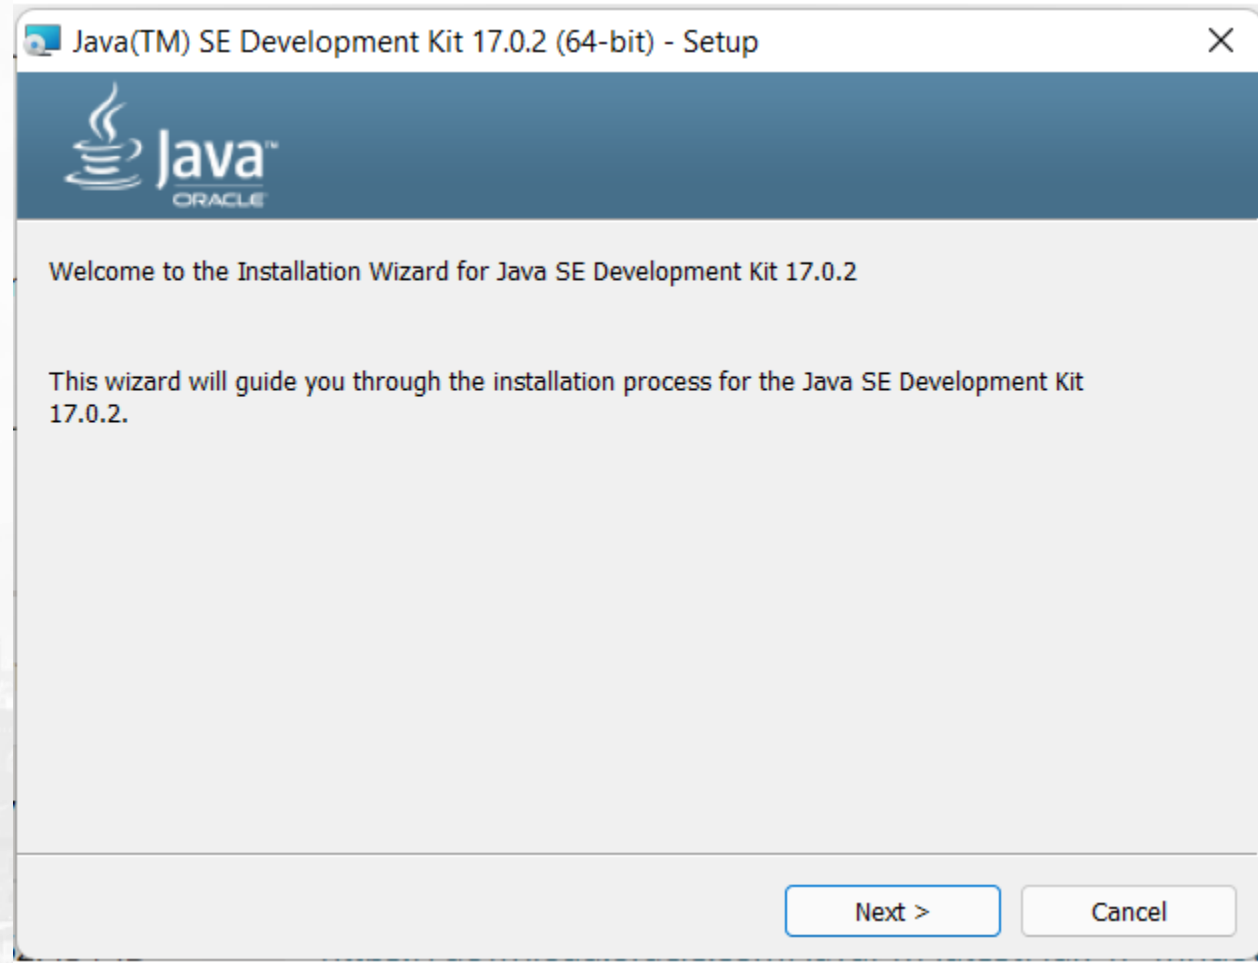 Java(TM) SE Development Kit 17.0.2 (64-bit) - Setup
Java™
ORACLE
Welcome to the Installation Wizard for Java SE Development Kit 17.0.2
This wizard will guide you through the installation process for the Java SE Development Kit
17.0.2.
Next >
Cancel